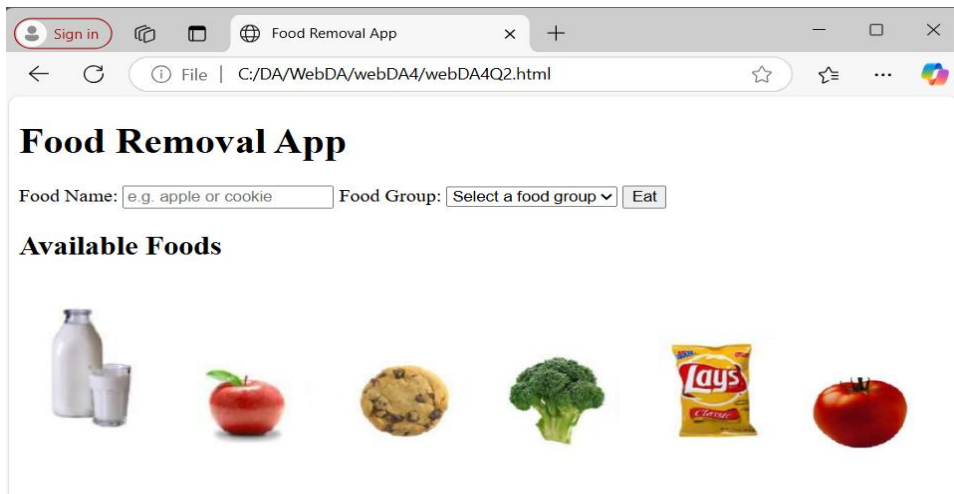 Sign in
Food Removal App
File | C:/DA/WebDA/webDA4/webDA4Q2.html
Food Removal App
Food Name: e.g. apple or cookie Food Group: Select a food group Eat
Available Foods
Lay's
Classic